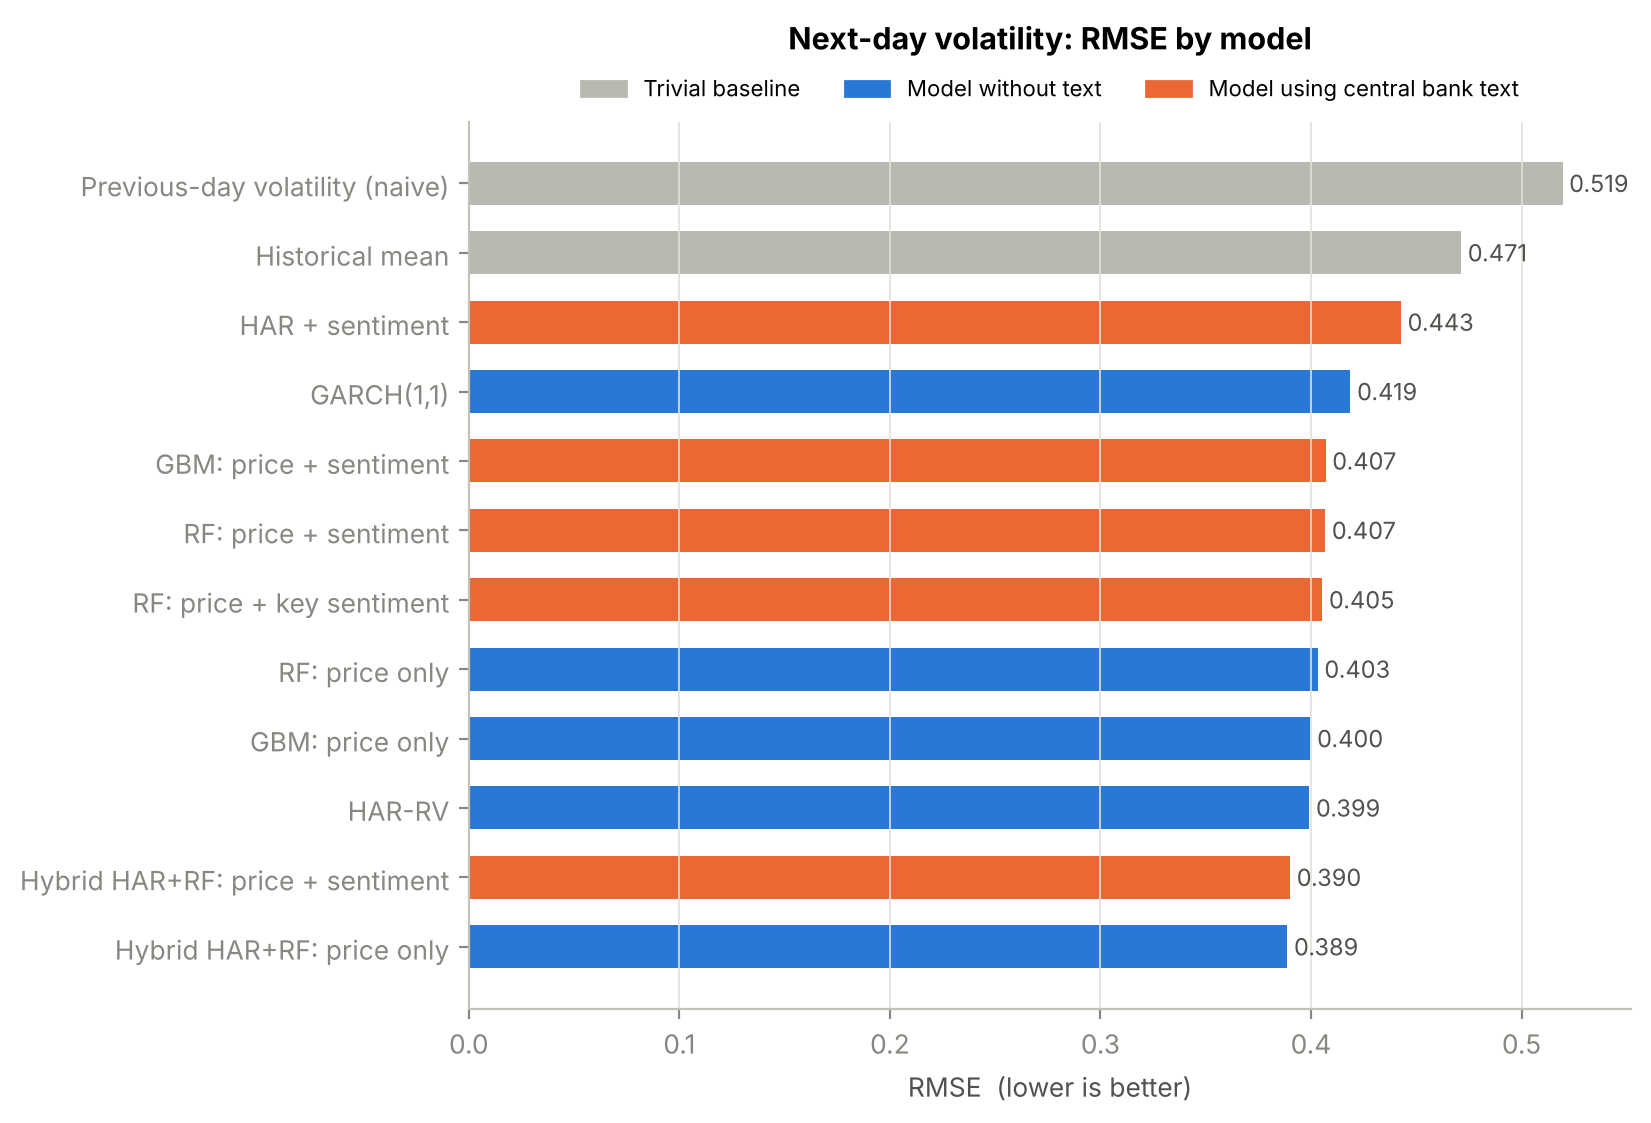 Next-day volatility: RMSE by model
Trivial baseline Model without text Model using central bank text
Previous-day volatility (naive) 0.519
Historical mean 0.471
HAR + sentiment 0.443
GARCH(1,1) 0.419
GBM: price + sentiment 0.407
RF: price + sentiment 0.407
RF: price + key sentiment 0.405
RF: price only 0.403
GBM: price only 0.400
HAR-RV 0.399
Hybrid HAR+RF: price + sentiment 0.390
Hybrid HAR+RF: price only 0.389
0.0 0.1 0.2 0.3 0.4 0.5
RMSE (lower is better)